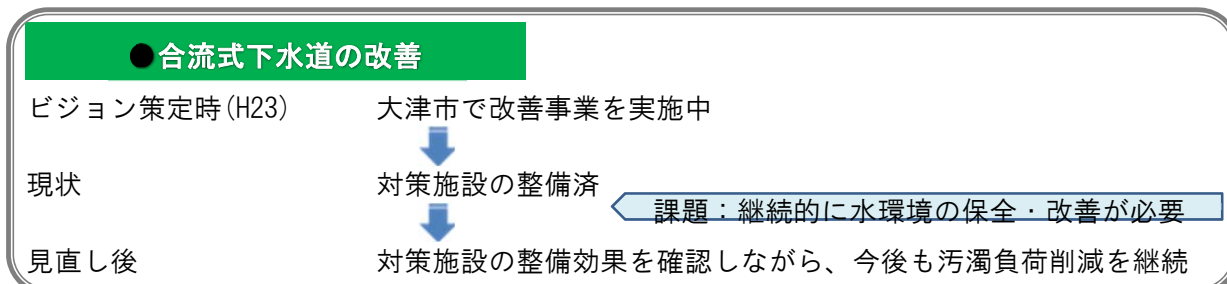 ●合流式下水道の改善
ビジョン策定時(H23) 大津市で改善事業を実施中
現状 対策施設の整備済
課題：継続的に水環境の保全・改善が必要
見直し後 対策施設の整備効果を確認しながら、今後も汚濁負荷削減を継続